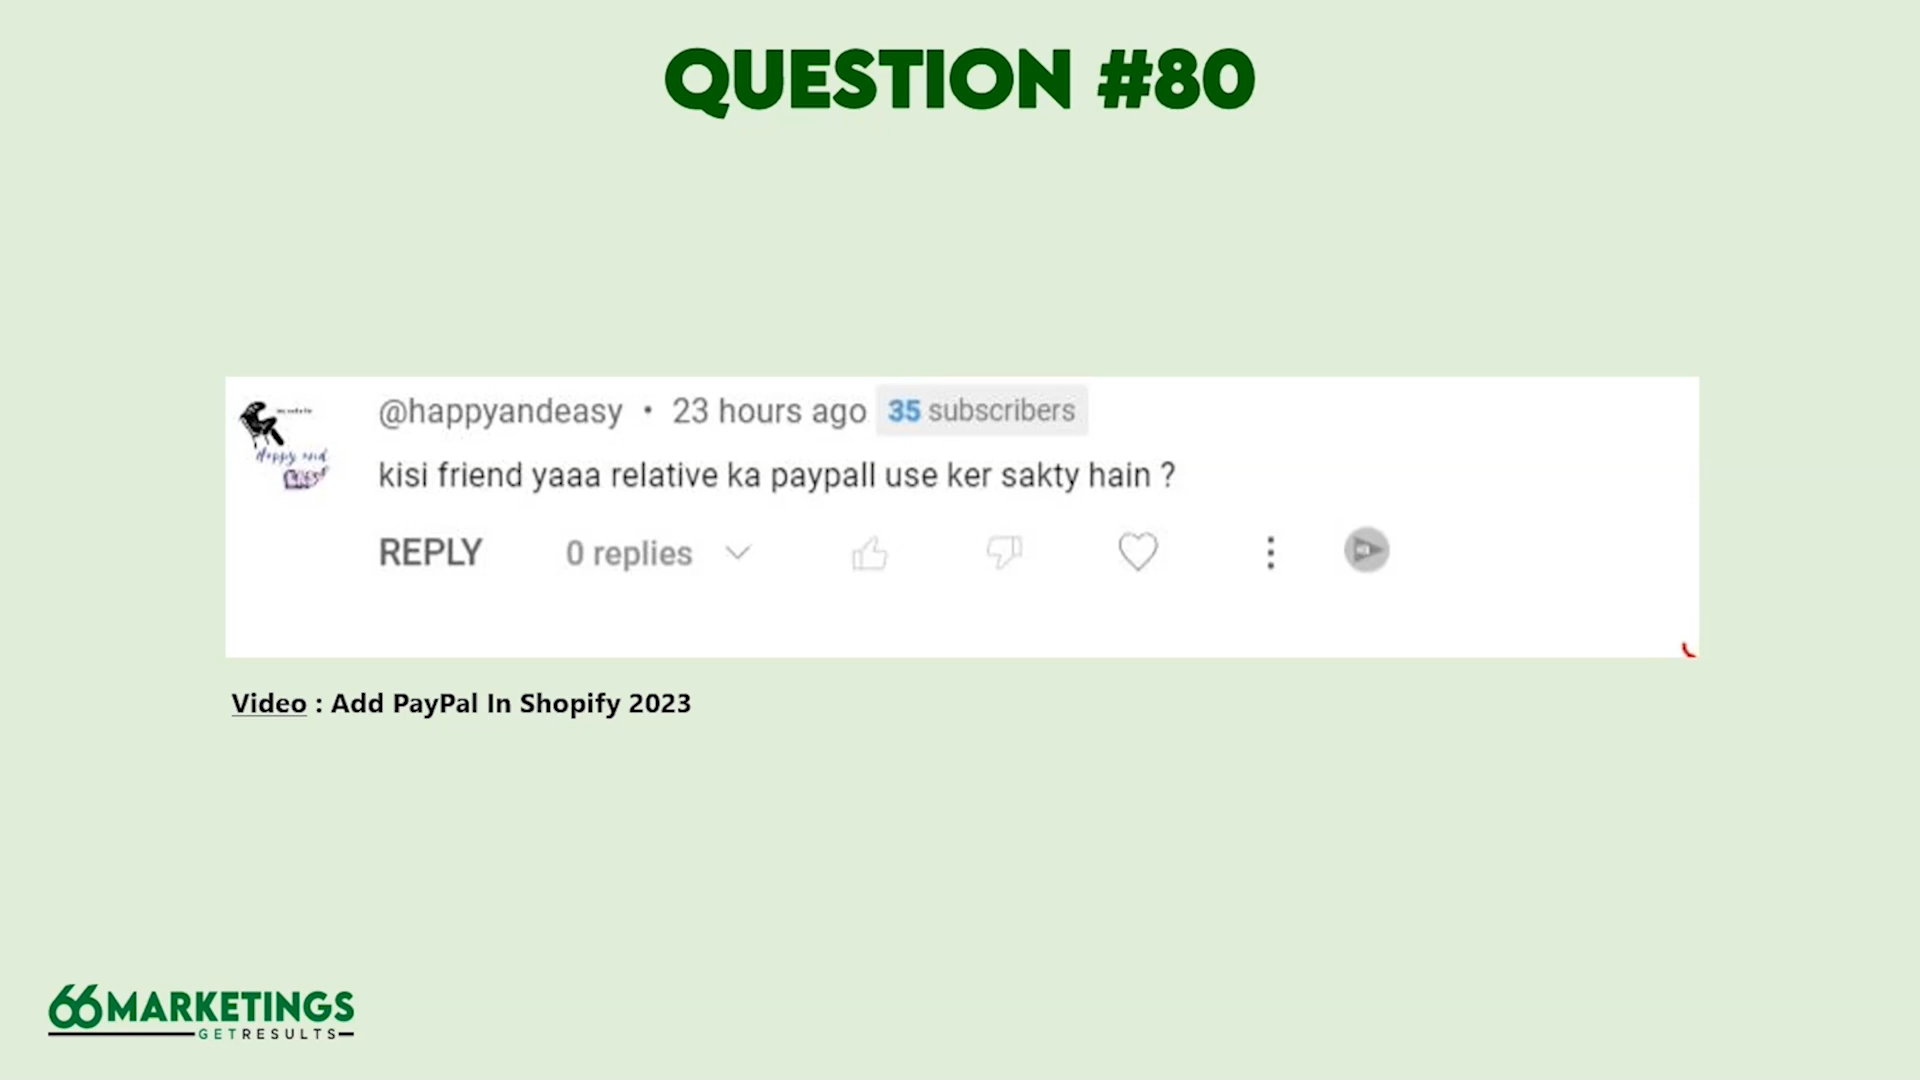 QUESTION #80
@happyandeasy • 23 hours ago 35 subscribers
kisi friend yaaa relative ka paypall use ker sakty hain ?
REPLY 0 replies
Video : Add PayPal In Shopify 2023
66MARKETINGS
GETRESULTS